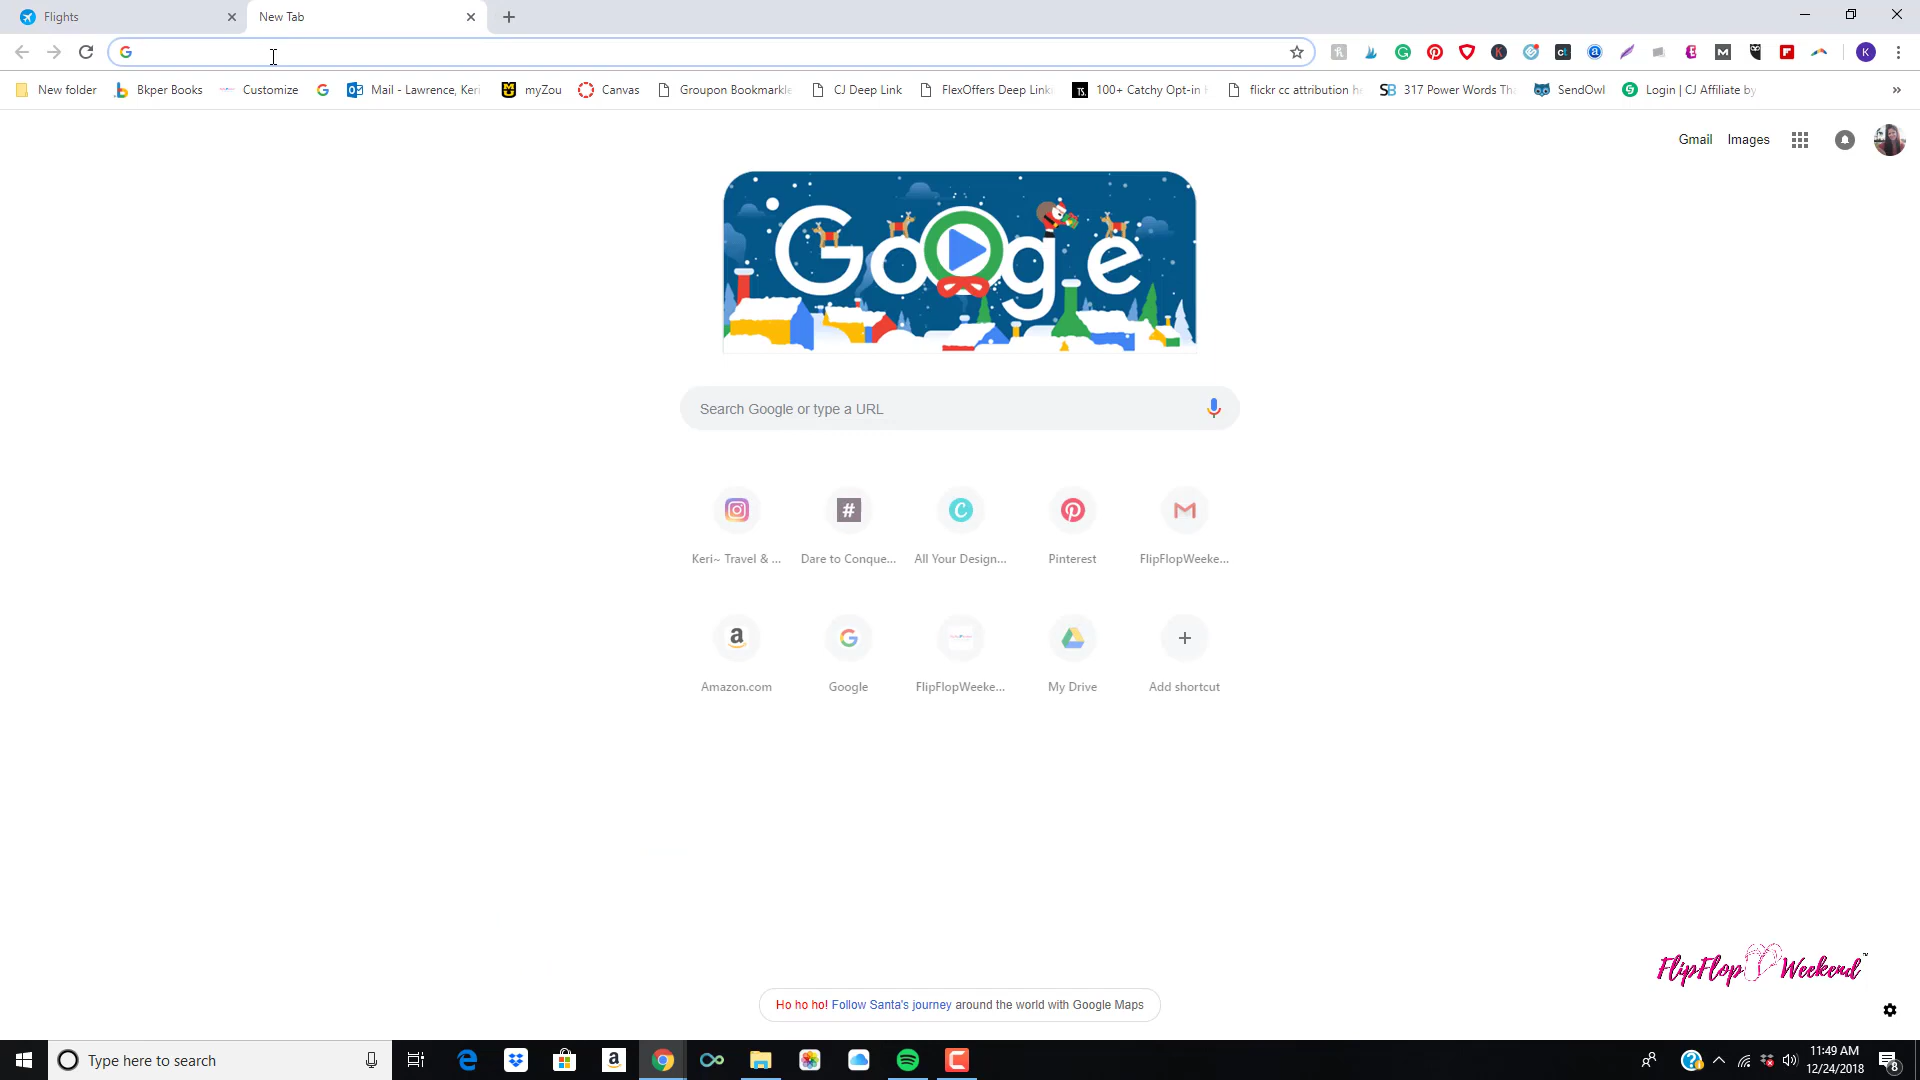 Flights
New Tab
New folder
Bkper Books
Customize
Mail - Lawrence, Keri
myZou
Canvas
Groupon Bookmarkle
CJ Deep Link
FlexOffers Deep Link
100+ Catchy Opt-in
flickr cc attribution he
317 Power Words Tha
SendOwl
Login | CJ Affiliate by
Gmail
Images
Google
Search Google or type a URL
Keri~ Travel & ...
Dare to Conque...
All Your Design...
Pinterest
FlipFlopWeeke...
Amazon.com
Google
FlipFlopWeeke...
My Drive
Add shortcut
FlipFlop Weekend™
Ho ho ho! Follow Santa's journey around the world with Google Maps
Type here to search
11:49 AM
12/24/2018
8